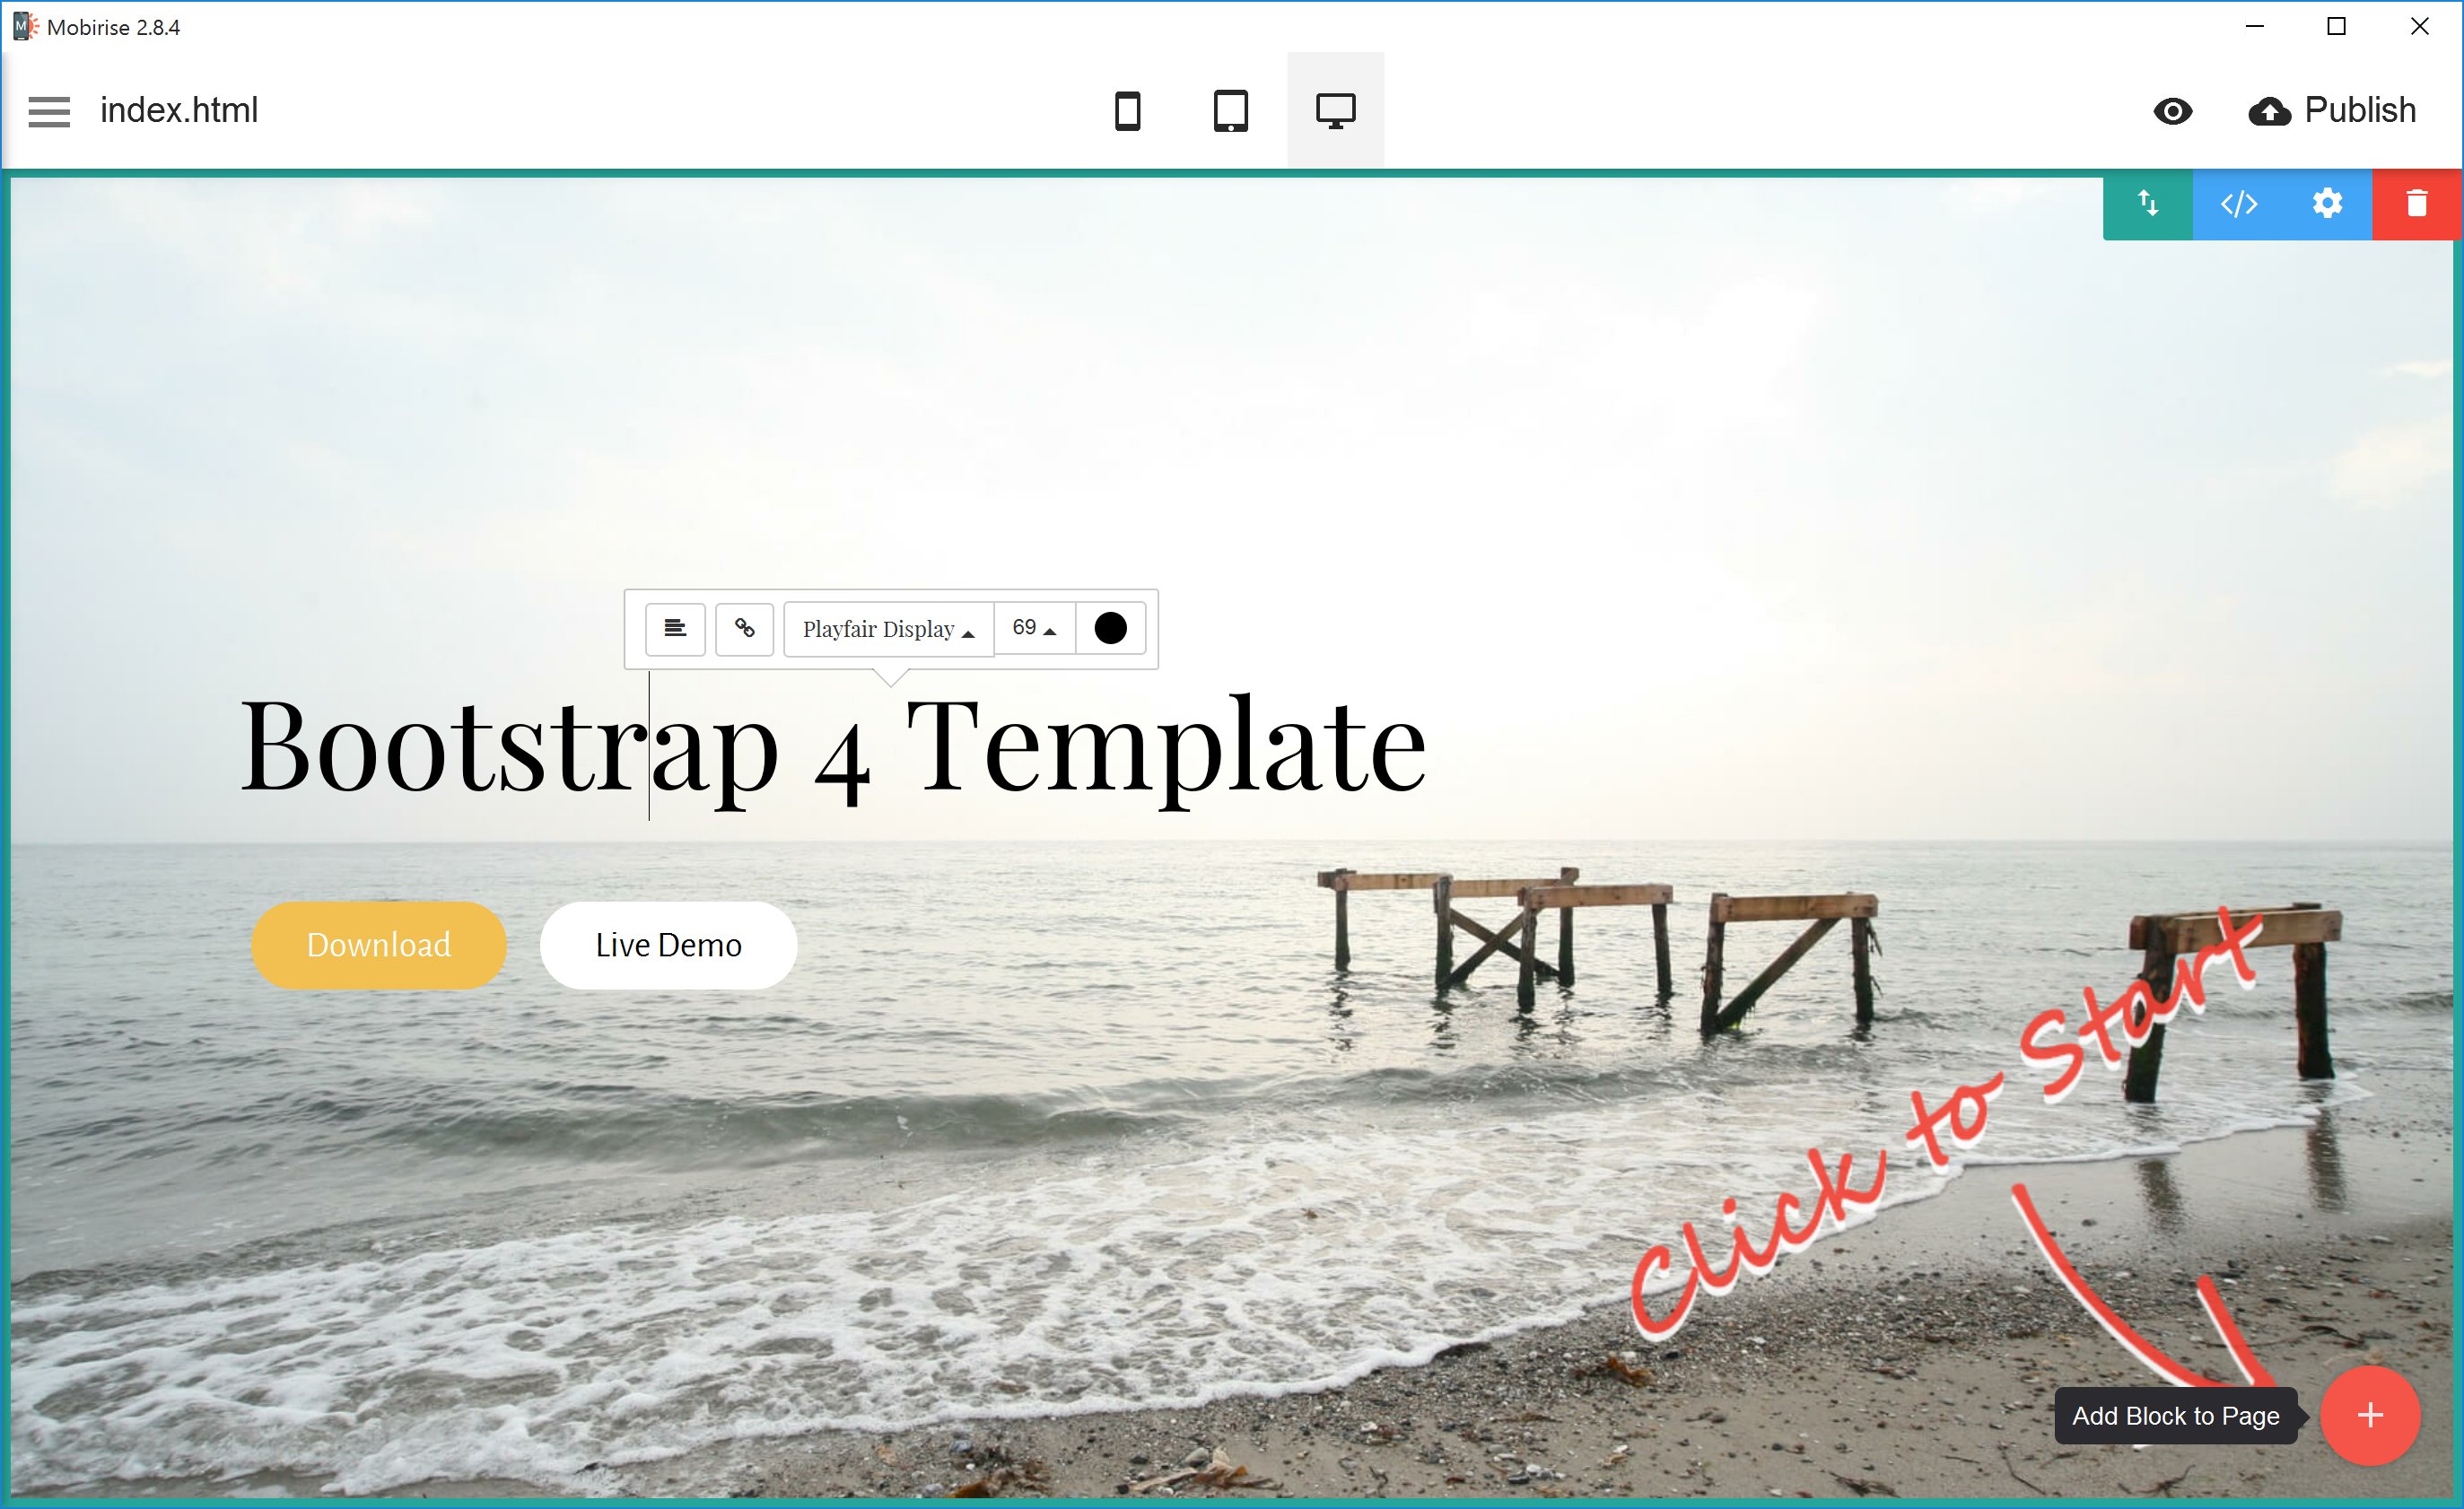 Mobirise 2.8.4
index.html
Publish
Playfair Display
69
Bootstrap 4 Template
Download
Live Demo
Click to Start
Add Block to Page